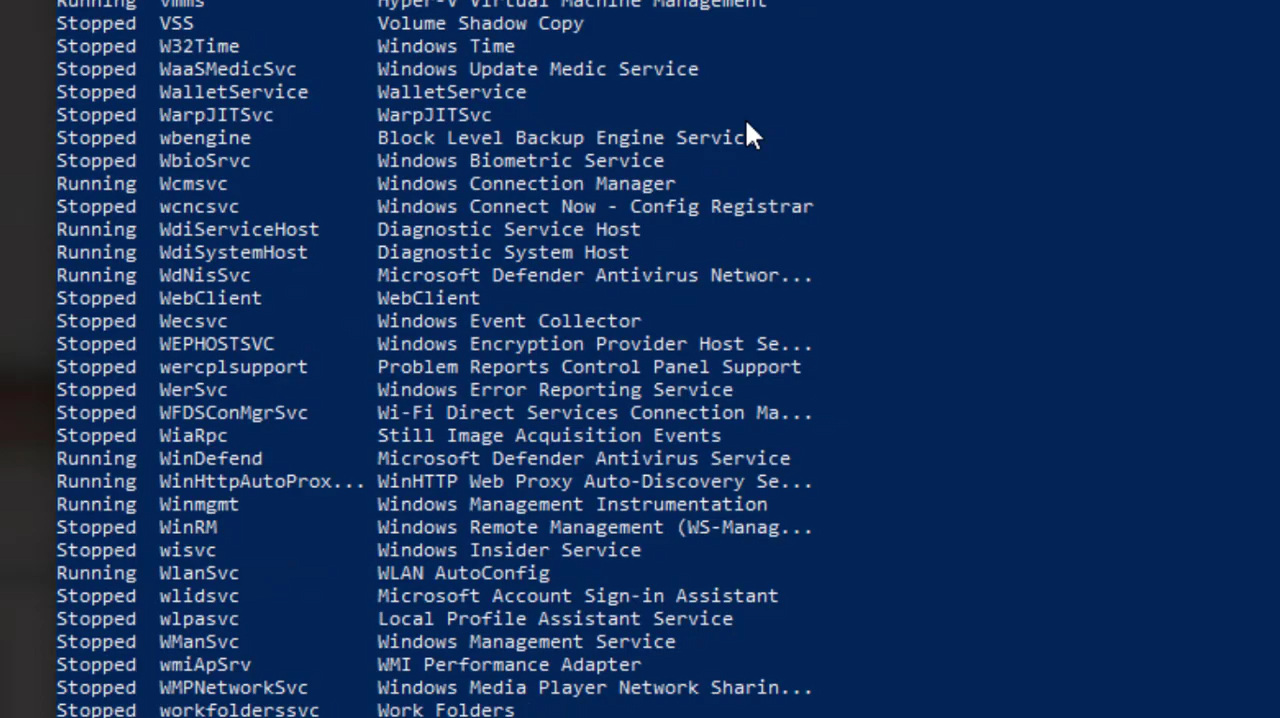 Running  vmms               Hyper-V Virtual Machine Management
Stopped  VSS                Volume Shadow Copy
Stopped  W32Time            Windows Time
Stopped  WaaSMedicSvc       Windows Update Medic Service
Stopped  WalletService      WalletService
Stopped  WarpJITSvc         WarpJITSvc
Stopped  wbengine           Block Level Backup Engine Servic
Stopped  WbioSrvc           Windows Biometric Service
Running  Wcmsvc             Windows Connection Manager
Stopped  wcncsvc            Windows Connect Now - Config Registrar
Running  WdiServiceHost     Diagnostic Service Host
Running  WdiSystemHost      Diagnostic System Host
Running  WdNisSvc           Microsoft Defender Antivirus Networ...
Stopped  WebClient          WebClient
Stopped  Wecsvc             Windows Event Collector
Stopped  WEPHOSTSVC         Windows Encryption Provider Host Se...
Stopped  wercplsupport      Problem Reports Control Panel Support
Stopped  WerSvc             Windows Error Reporting Service
Stopped  WFDSConMgrSvc      Wi-Fi Direct Services Connection Ma...
Stopped  WiaRpc             Still Image Acquisition Events
Running  WinDefend          Microsoft Defender Antivirus Service
Running  WinHttpAutoProx... WinHTTP Web Proxy Auto-Discovery Se...
Running  Winmgmt            Windows Management Instrumentation
Stopped  WinRM              Windows Remote Management (WS-Manag...
Stopped  wisvc              Windows Insider Service
Running  WlanSvc            WLAN AutoConfig
Stopped  wlidsvc            Microsoft Account Sign-in Assistant
Stopped  wlpasvc            Local Profile Assistant Service
Stopped  WManSvc            Windows Management Service
Stopped  wmiApSrv           WMI Performance Adapter
Stopped  WMPNetworkSvc      Windows Media Player Network Sharin...
Stopped  workfolderssvc     Work Folders